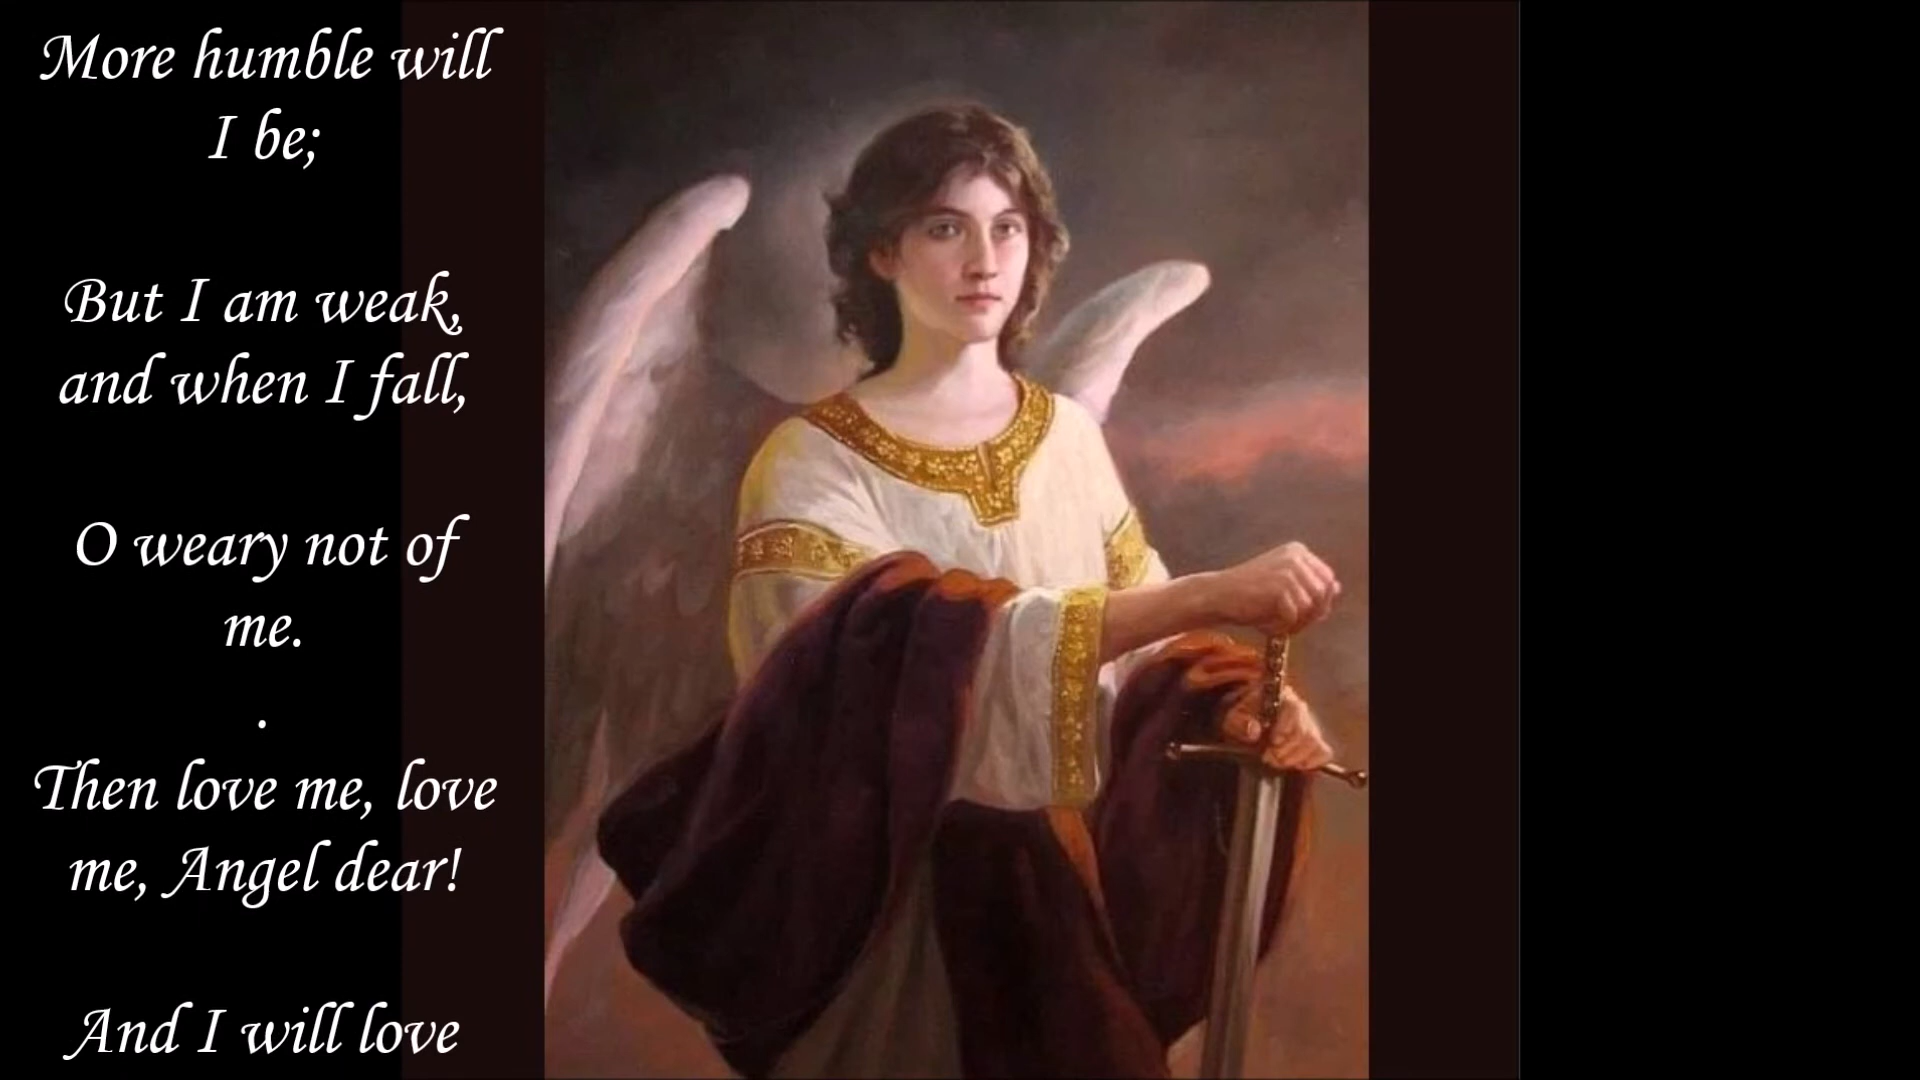 More humble will
I be;
But I am weak,
and when I fall,
O weary not of
me.
.
Then love me, love
me, Angel dear!
And I will love